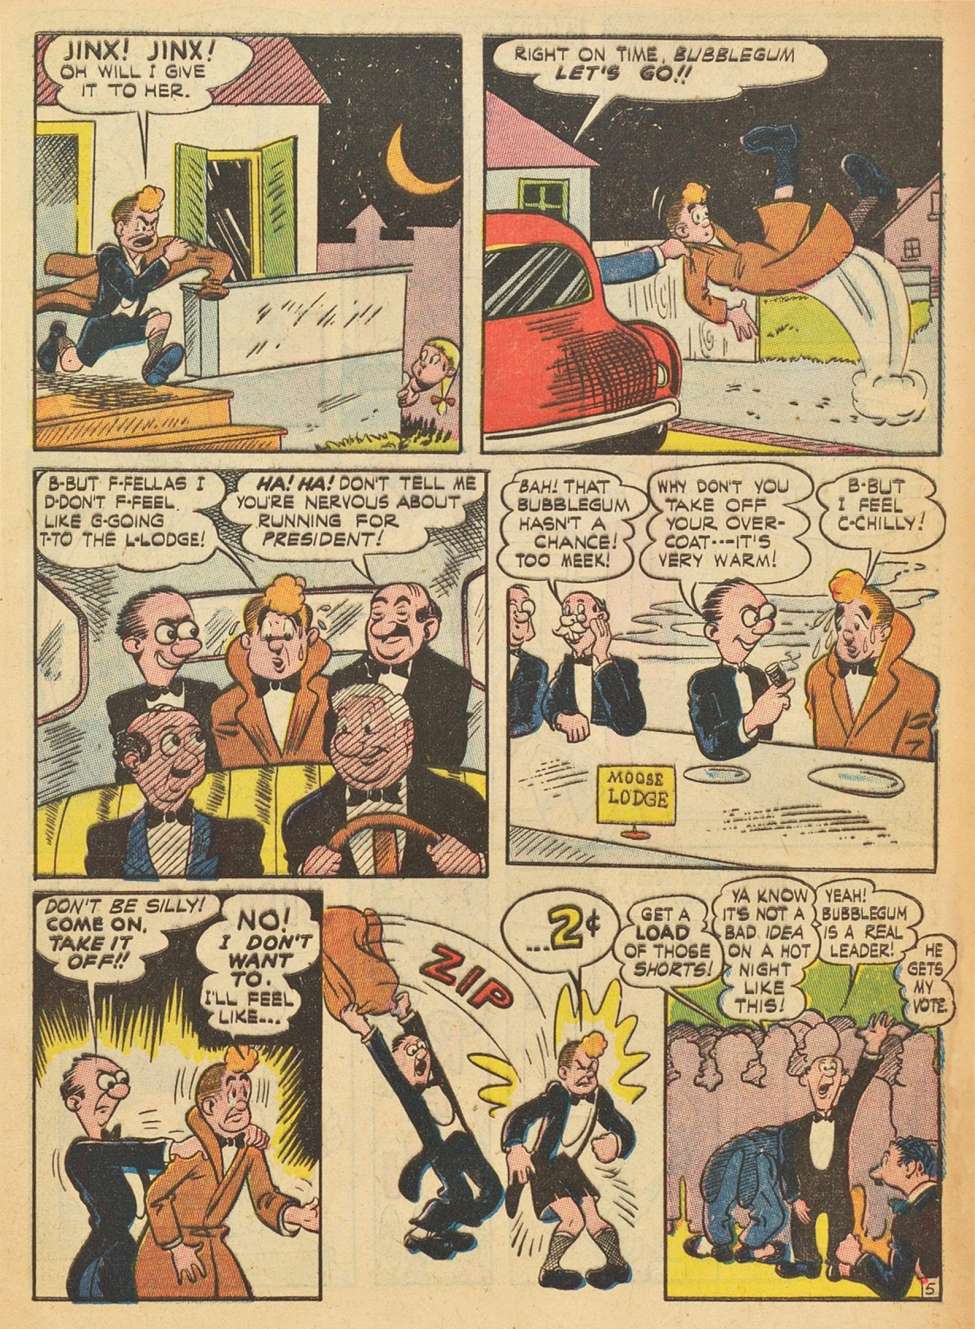 JINX! JINX!
OH WILL I GIVE
IT TO HER.
RIGHT ON TIME, BUBBLEGUM
LET'S GO!!
B-BUT F-FELLAS I
D-DON'T F-FEEL
LIKE G-GOING
T-TO THE L-LODGE!
HA! HA! DON'T TELL ME
YOU'RE NERVOUS ABOUT
RUNNING FOR
PRESIDENT!
BAH! THAT
BUBBLEGUM
HASN'T A
CHANCE!
TOO MEEK!
WHY DON'T YOU
TAKE OFF
YOUR OVER-
COAT---IT'S
VERY WARM!
B-BUT
I FEEL
C-CHILLY!
MOOSE
LODGE
DON'T BE SILLY!
COME ON,
TAKE IT
OFF!!
NO!
I DON'T
WANT
TO.
I'LL FEEL
LIKE...
ZIP
...2¢
GET A
LOAD
OF THOSE
SHORTS!
YA KNOW
IT'S NOT A
BAD IDEA
ON A HOT
NIGHT
LIKE
THIS!
YEAH!
BUBBLEGUM
IS A REAL
LEADER!
HE
GETS
MY
VOTE.
5